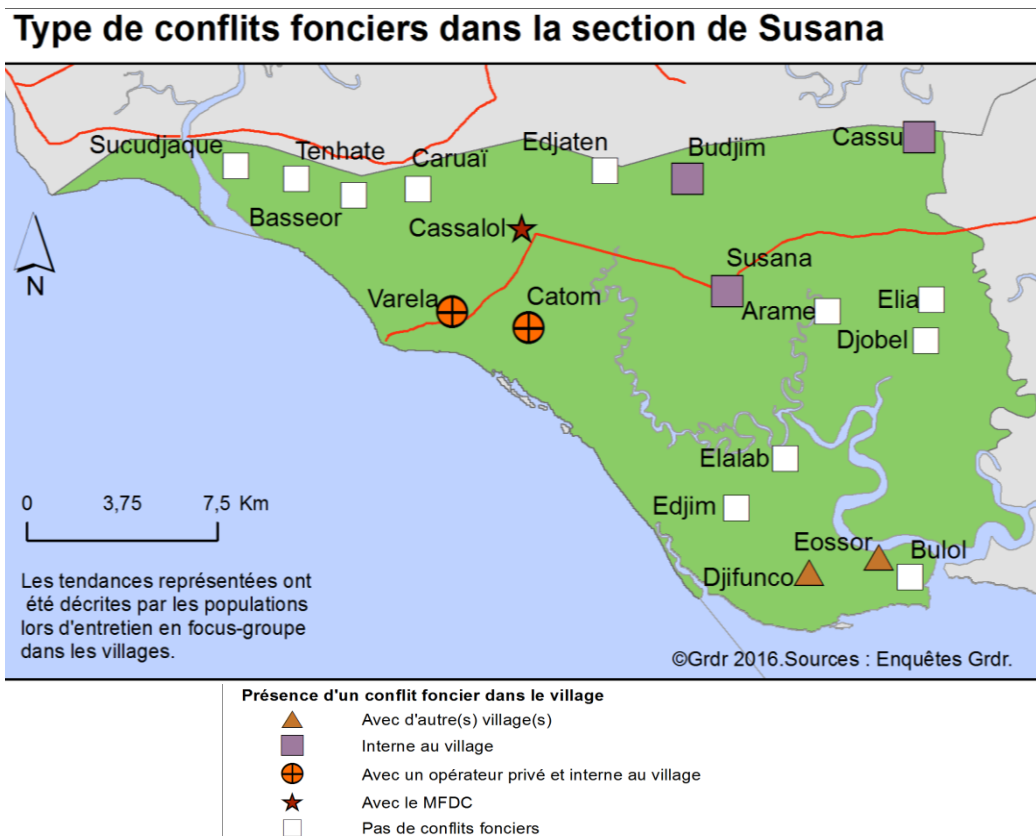 Type de conflits fonciers dans la section de Susana
Cassu
Edjaten
Budjim
Sucudjaque
Tenhate
Caruaï
Basseor
Cassalol
Susana
N
Varela
Catom
Arame
Elia
Djobel
Elalab
0 3,75 7,5 Km
Edjim
Eossor
Bulol
Djifunco
Les tendances représentées ont
été décrites par les populations
lors d'entretien en focus-groupe
dans les villages.
©Grdr 2016.Sources : Enquêtes Grdr.
Présence d'un conflit foncier dans le village
Avec d'autre(s) village(s)
Interne au village
Avec un opérateur privé et interne au village
Avec le MFDC
Pas de conflits fonciers